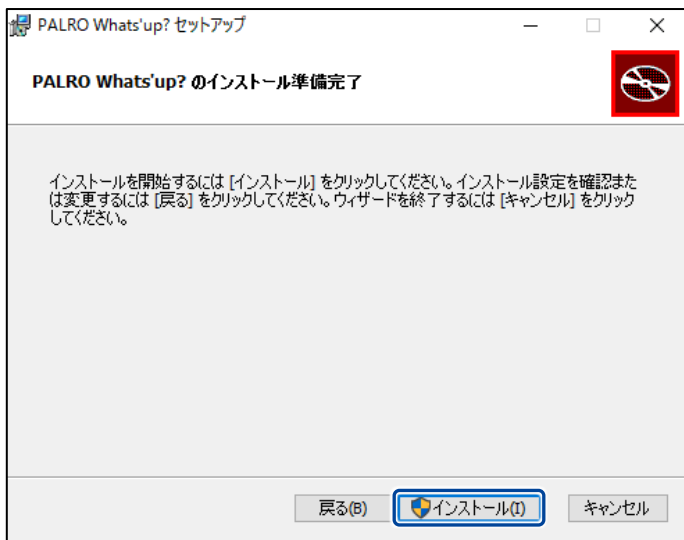 PALRO Whats'up? セットアップ
PALRO Whats'up? のインストール準備完了
インストールを開始するには [インストール] をクリックしてください。インストール設定を確認また
は変更するには [戻る] をクリックしてください。ウィザードを終了するには [キャンセル] をクリック
してください。
戻る(B) インストール(I) キャンセル